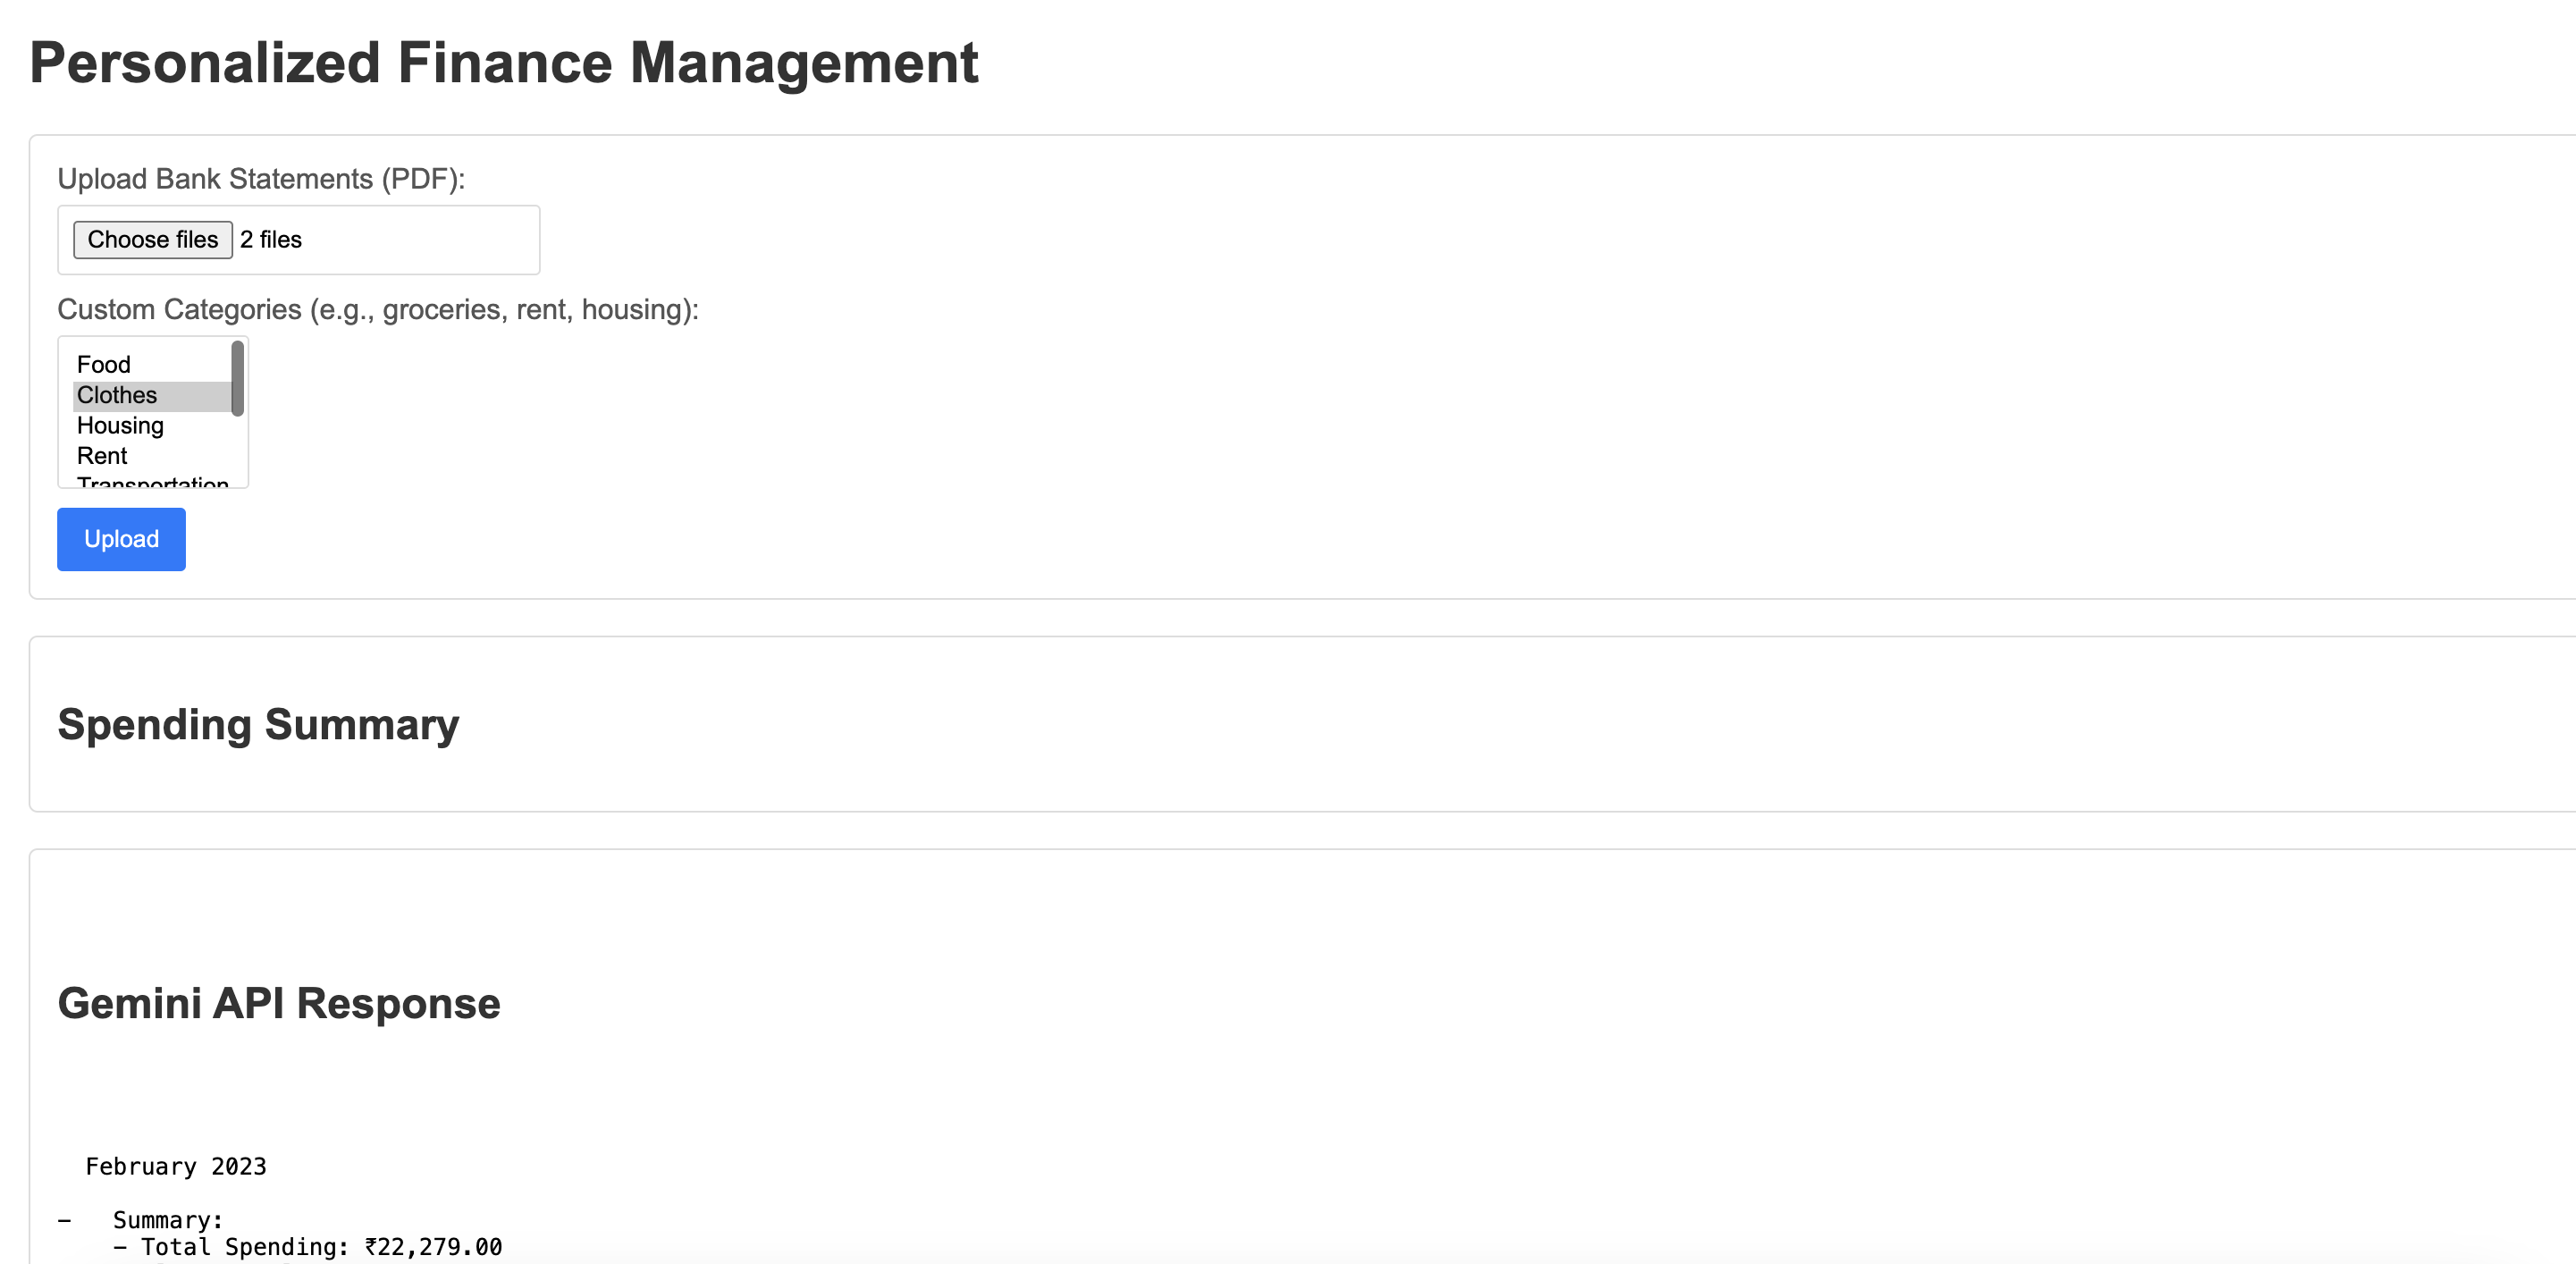 Personalized Finance Management
Upload Bank Statements (PDF):
Choose files 2 files
Custom Categories (e.g., groceries, rent, housing):
Food
Clothes
Housing
Rent
Transportation
Upload
Spending Summary
Gemini API Response
February 2023
– Summary:
– Total Spending: ₹22,279.00